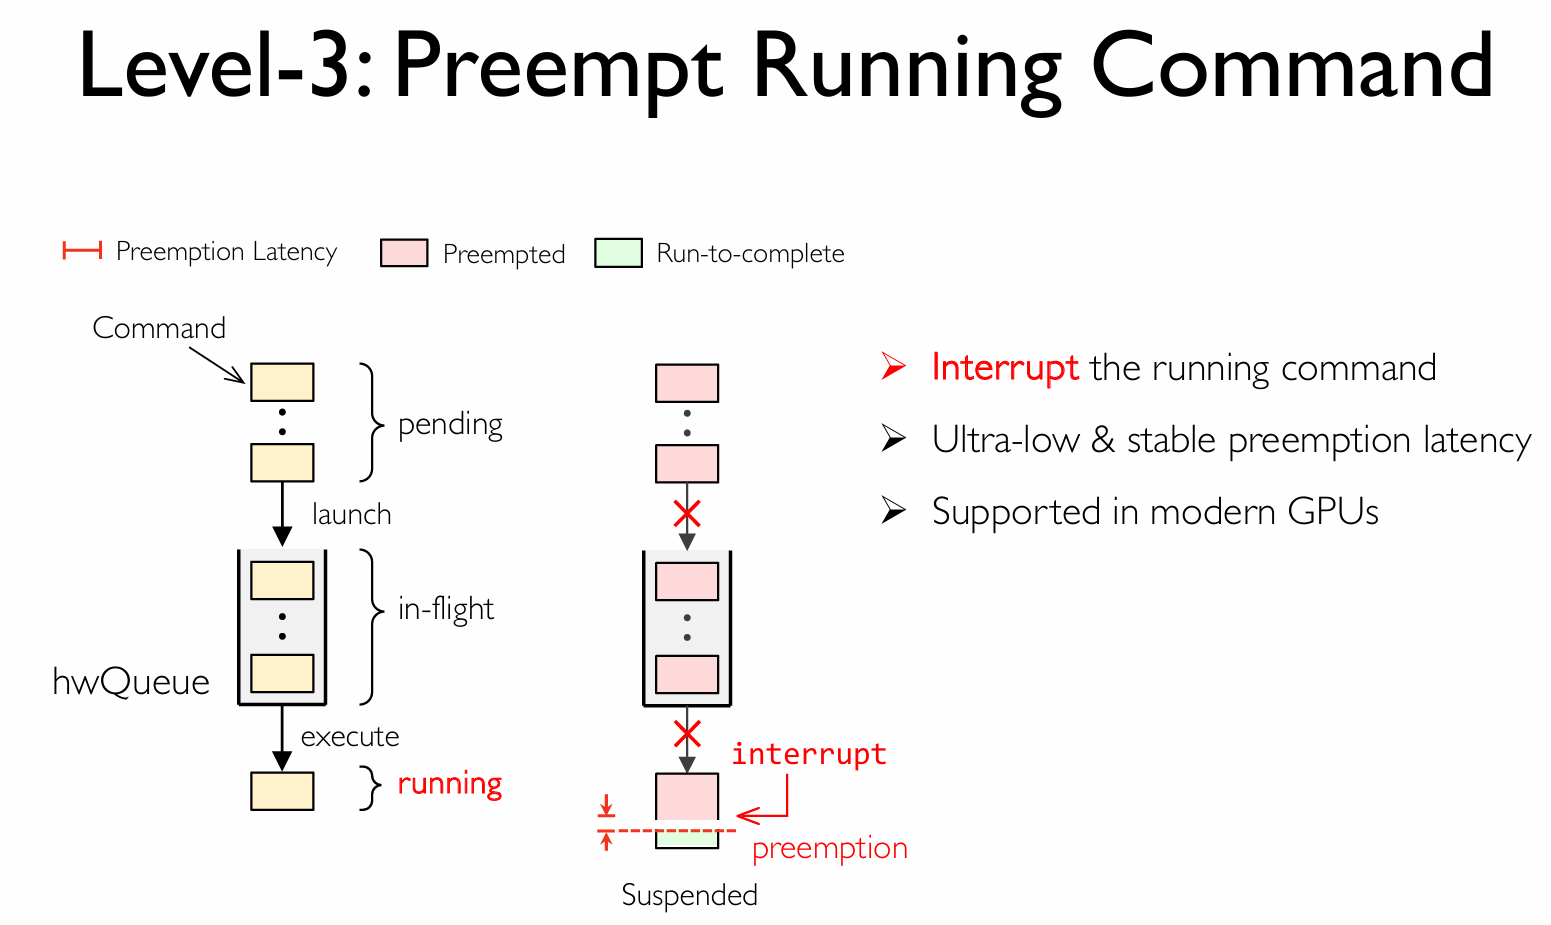 Level-3: Preempt Running Command
Preemption Latency
Preempted
Run-to-complete
Command
pending
launch
in-flight
hwQueue
execute
running
interrupt
preemption
Suspended
Interrupt the running command
Ultra-low & stable preemption latency
Supported in modern GPUs